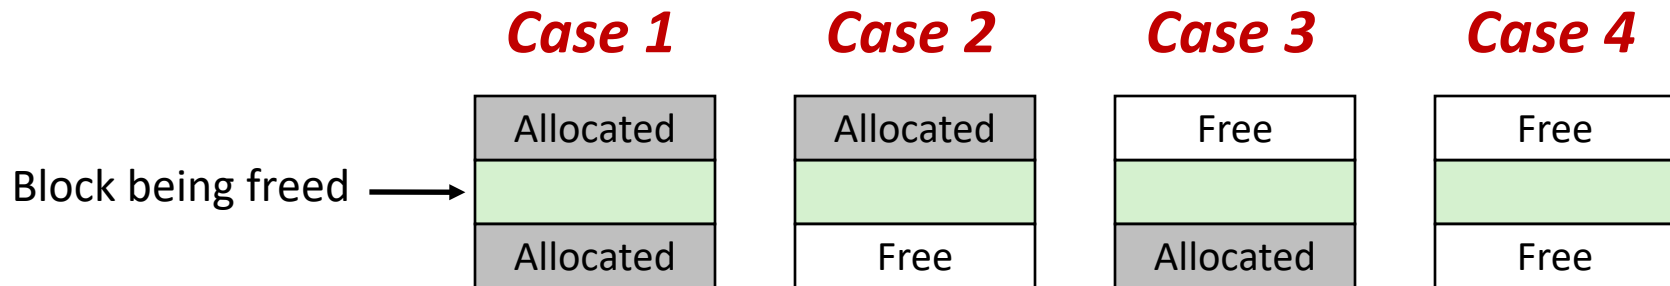 Case 1 Case 2 Case 3 Case 4
Allocated Allocated Free Free
Block being freed
Allocated Free Allocated Free